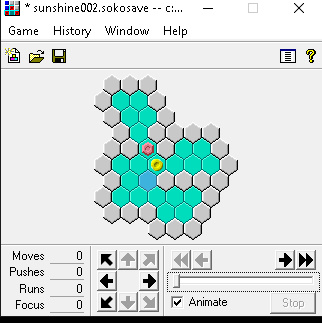 * sunshine002.sokosave -- c:...
Game History Window Help
Moves 0
Pushes 0
Runs 0
Focus 0
Animate
Stop